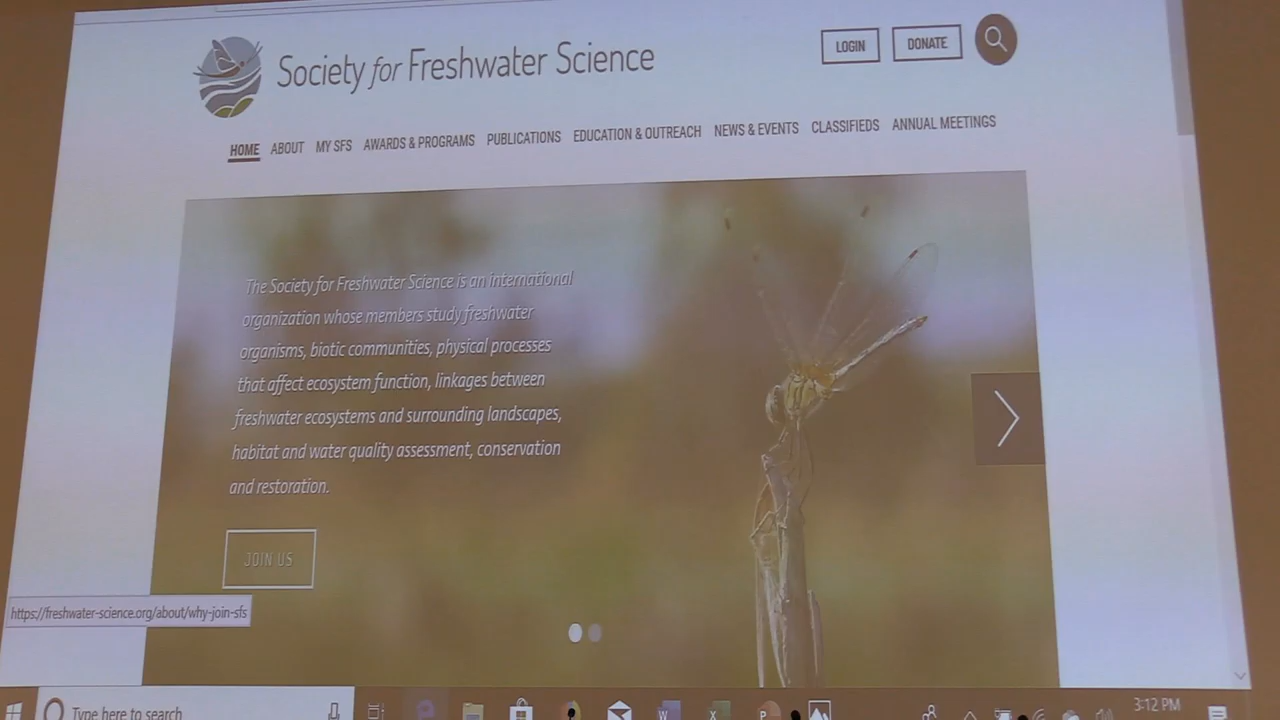 Society for Freshwater Science
LOGIN
DONATE
HOME ABOUT MY SFS AWARDS & PROGRAMS PUBLICATIONS EDUCATION & OUTREACH NEWS & EVENTS CLASSIFIEDS ANNUAL MEETINGS
The Society for Freshwater Science is an international
organization whose members study freshwater
organisms, biotic communities, physical processes
that affect ecosystem function, linkages between
freshwater ecosystems and surrounding landscapes,
habitat and water quality assessment, conservation
and restoration.
JOIN US
https://freshwater-science.org/about/why-join-sfs
Type here to search
W
X
P
3:12 PM